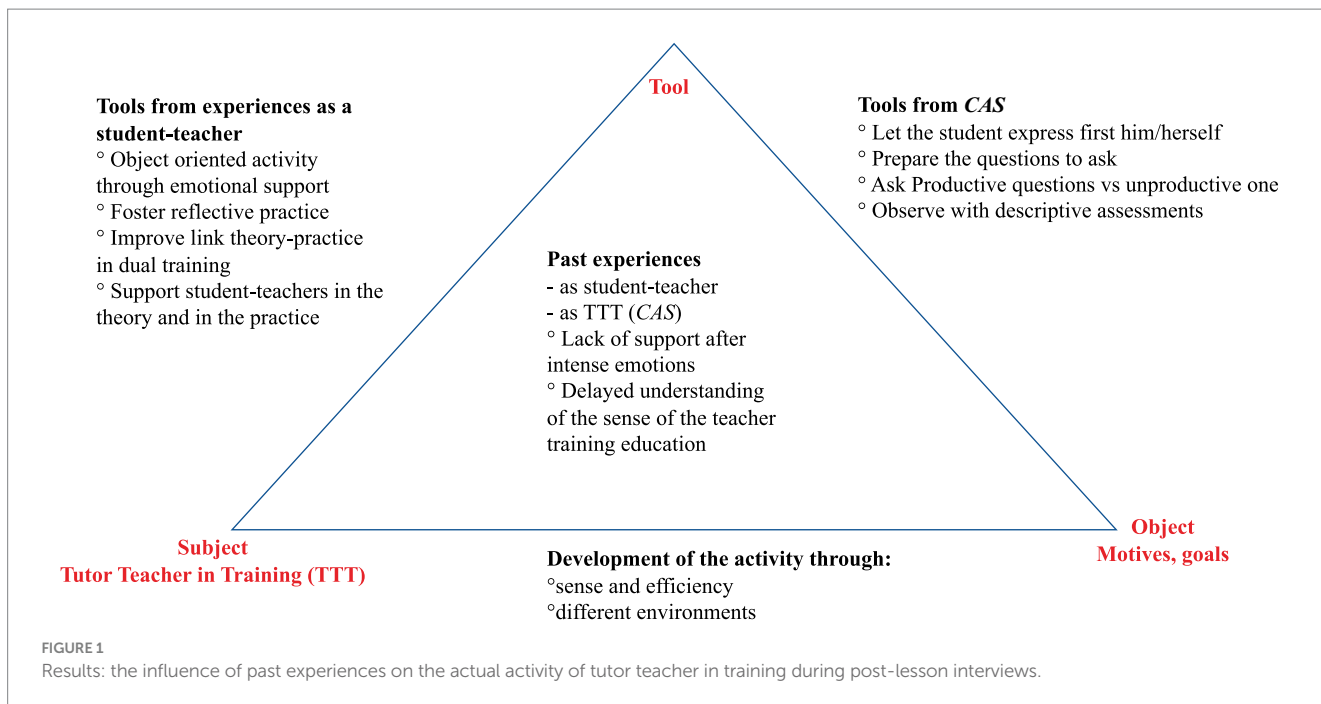 Tool
Tools from experiences as a
student-teacher
° Object oriented activity
through emotional support
° Foster reflective practice
° Improve link theory-practice
in dual training
° Support student-teachers in the
theory and in the practice
Tools from CAS
° Let the student express first him/herself
° Prepare the questions to ask
° Ask Productive questions vs unproductive one
° Observe with descriptive assessments
Past experiences
- as student-teacher
- as TTT (CAS)
° Lack of support after
intense emotions
° Delayed understanding
of the sense of the teacher
training education
Subject
Tutor Teacher in Training (TTT)
Object
Motives, goals
Development of the activity through:
°sense and efficiency
°different environments
FIGURE 1
Results: the influence of past experiences on the actual activity of tutor teacher in training during post-lesson interviews.